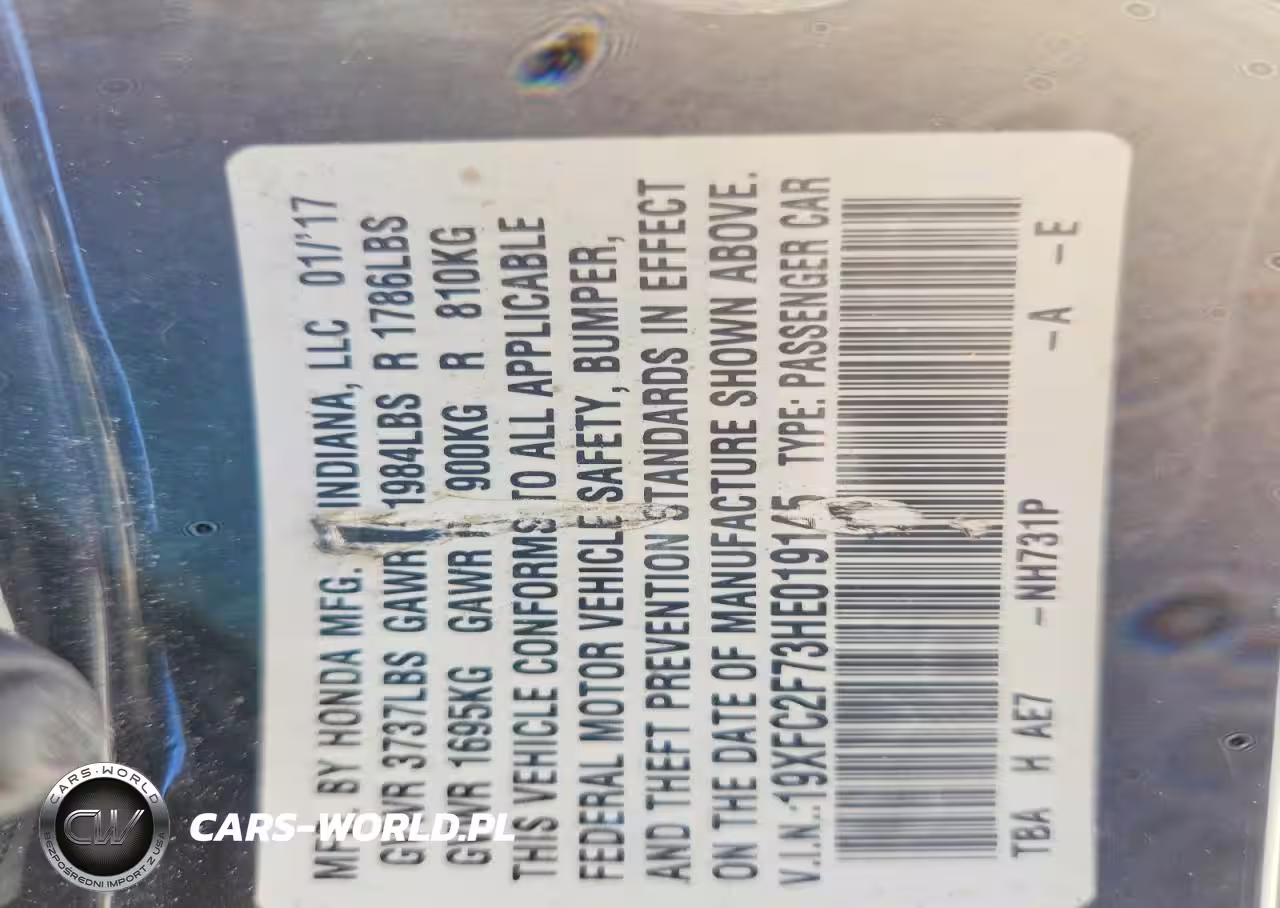 MFD. BY HONDA MFG. INDIANA, LLC 01/'17
GVWR 3737LBS GAWR 1984LBS R 1786LBS
GVWR 1695KG GAWR 900KG R 810KG
THIS VEHICLE CONFORMS TO ALL APPLICABLE
FEDERAL MOTOR VEHICLE SAFETY, BUMPER,
AND THEFT PREVENTION STANDARDS IN EFFECT
ON THE DATE OF MANUFACTURE SHOWN ABOVE.
V.I.N.:19XFC2F73HE019145 TYPE: PASSENGER CAR
TBA H AE7 -NH731P -A -E
CARS-WORLD
CW
BEZPOŚREDNI IMPORT Z USA
CARS-WORLD.PL